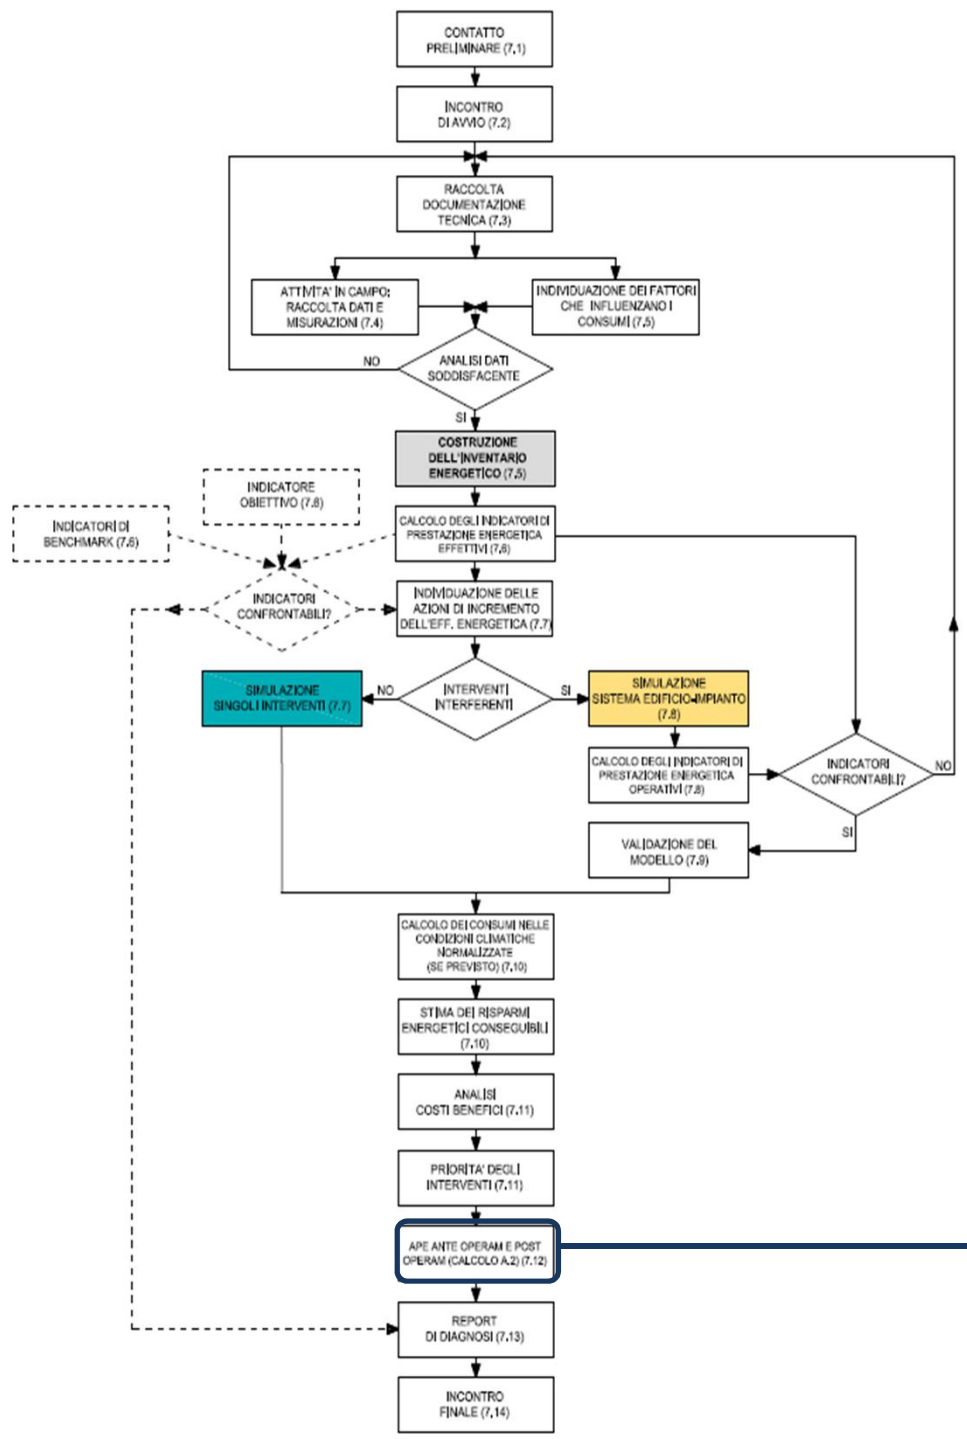 CONTATTO
PRELIMINARE (7.1)
INCONTRO
DI AVVIO (7.2)
RACCOLTA
DOCUMENTAZIONE
TECNICA (7.3)
ATTIVITA' IN CAMPO:
RACCOLTA DATI E
MISURAZIONI (7.4)
INDIVIDUAZIONE DEI FATTORI
CHE INFLUENZANO I
CONSUMI (7.5)
NO
ANALISI DATI
SODDISFACENTE
SI
COSTRUZIONE
DELL'INVENTARIO
ENERGETICO (7.5)
INDICATORE
OBIETTIVO (7.6)
INDICATORI DI
BENCHMARK (7.6)
CALCOLO DEGLI INDICATORI DI
PRESTAZIONE ENERGETICA
EFFETTIVI (7.6)
INDICATORI
CONFRONTABILI?
INDIVIDUAZIONE DELLE
AZIONI DI INCREMENTO
DELL'EFF. ENERGETICA (7.7)
SIMULAZIONE
SINGOLI INTERVENTI (7.7)
NO
INTERVENTI
INTERFERENTI
SI
SIMULAZIONE
SISTEMA EDIFICIO-IMPIANTO
(7.8)
CALCOLO DEGLI INDICATORI DI
PRESTAZIONE ENERGETICA
OPERATIVI (7.8)
INDICATORI
CONFRONTABILI?
NO
SI
VALIDAZIONE DEL
MODELLO (7.9)
CALCOLO DEI CONSUMI NELLE
CONDIZIONI CLIMATICHE
NORMALIZZATE
(SE PREVISTO) (7.10)
STIMA DEI RISPARMI
ENERGETICI CONSEGUIBILI
(7.10)
ANALISI
COSTI BENEFICI (7.11)
PRIORITA' DEGLI
INTERVENTI (7.11)
APE ANTE OPERAM E POST
OPERAM (CALCOLO A.2) (7.12)
REPORT
DI DIAGNOSI (7.13)
INCONTRO
FINALE (7.14)